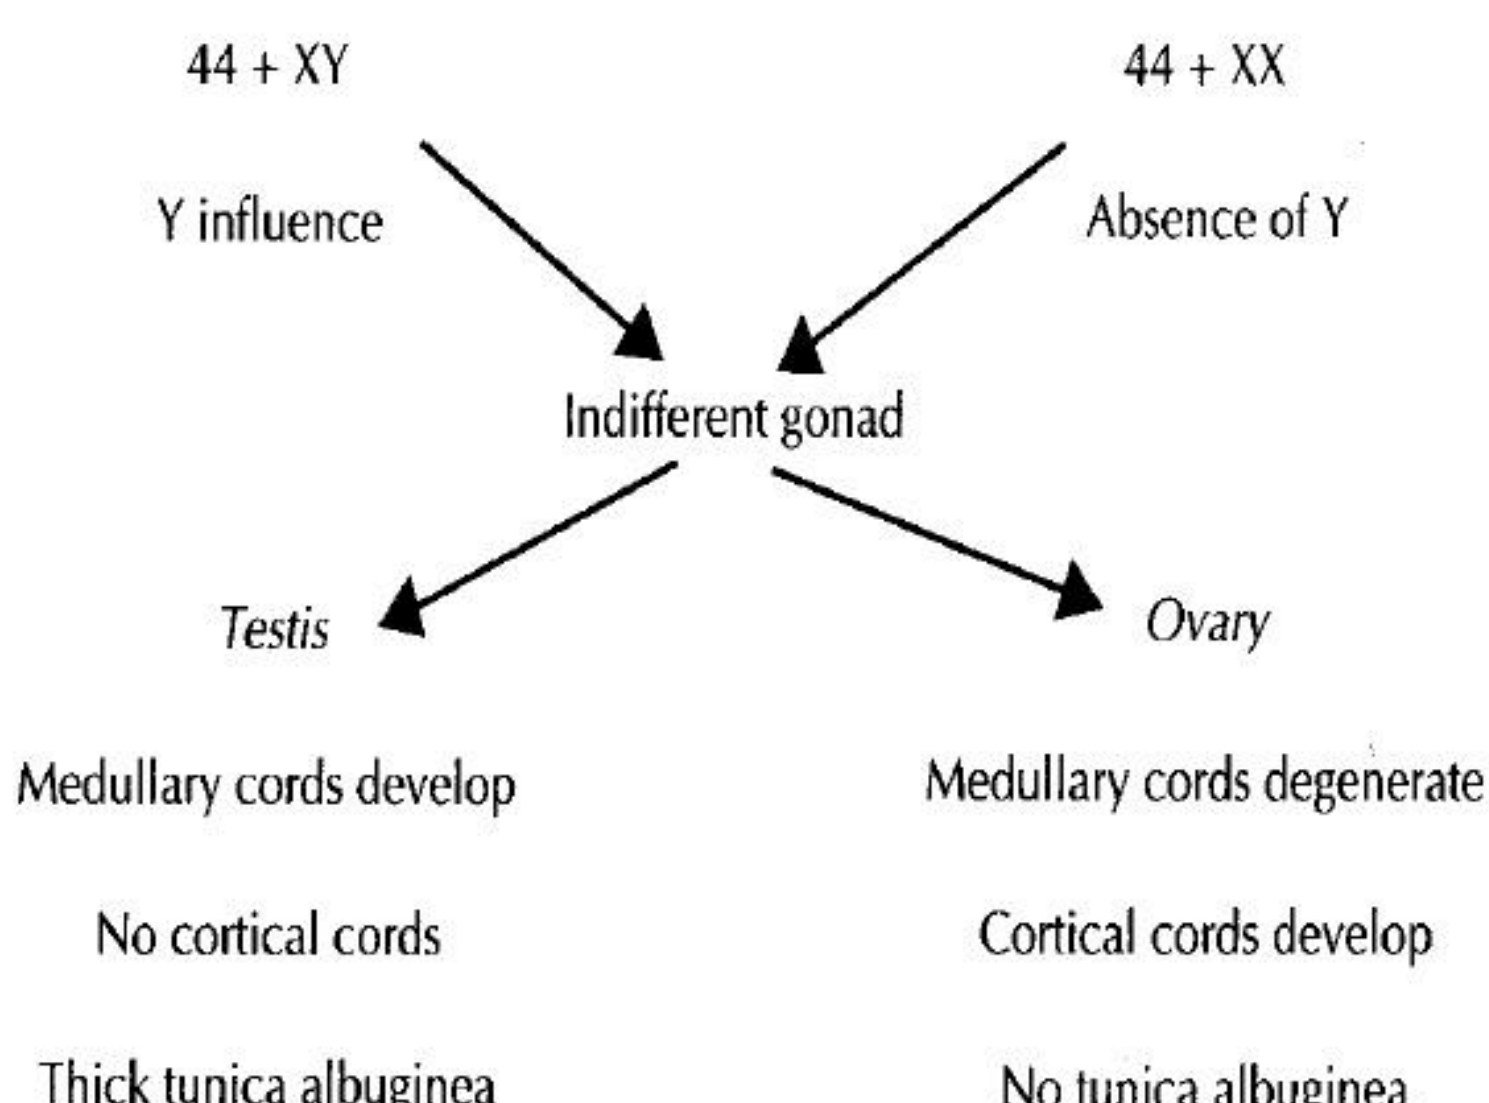 44 + XY
44 + XX
Y influence
Absence of Y
Indifferent gonad
Testis
Ovary
Medullary cords develop
Medullary cords degenerate
No cortical cords
Cortical cords develop
Thick tunica albuginea
No tunica albuginea